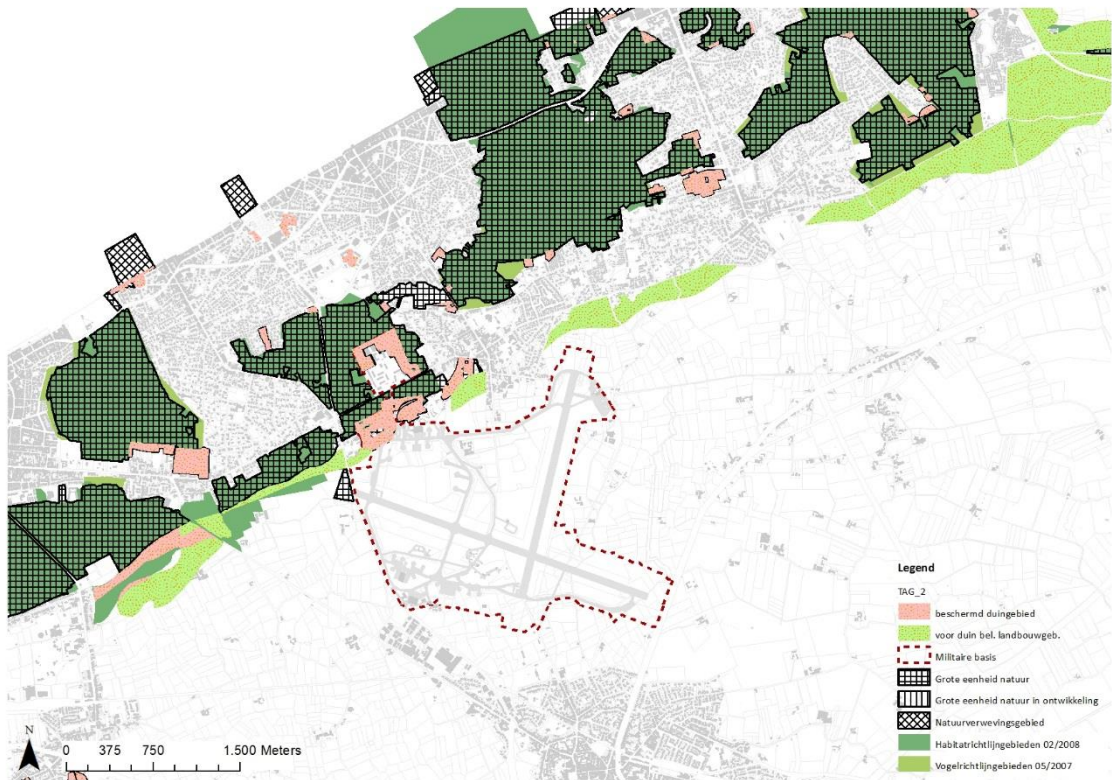 Legend
TAG_2
beschermd duingebied
voor duin bel. landbouwgeb.
Militaire basis
Grote eenheid natuur
Grote eenheid natuur in ontwikkeling
Natuurverwevingsgebied
Habitatrichtlijngebieden 02/2008
Vogelrichtlijngebieden 05/2007
N
0 375 750 1.500 Meters